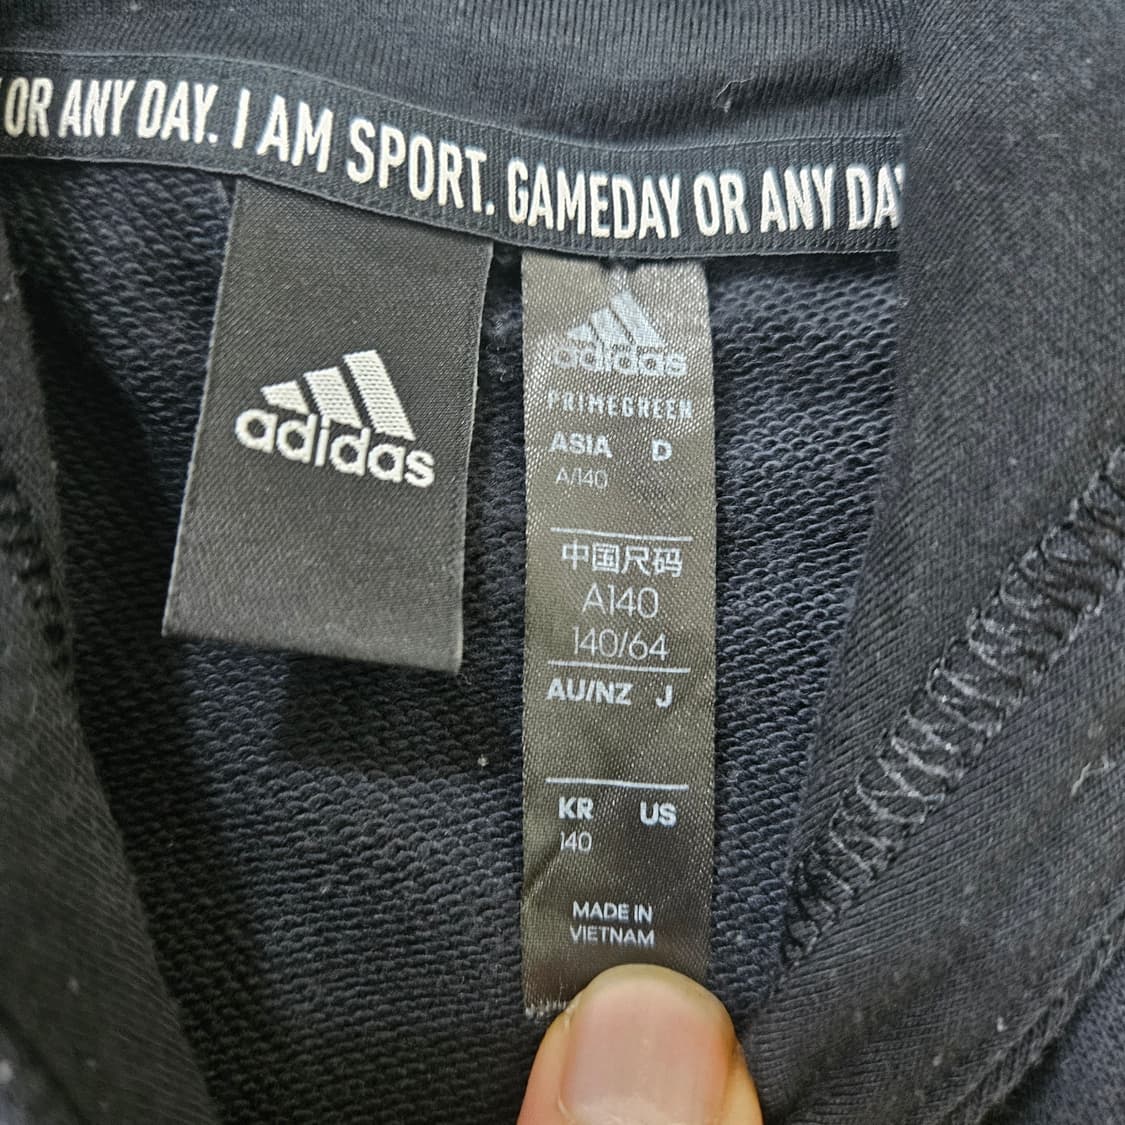 OR ANY DAY. I AM SPORT. GAMEDAY OR ANY DAY
adidas
adidas
PRIMEGREEN
ASIA D
A/140
中国尺码
A140
140/64
AU/NZ J
KR US
140
MADE IN
VIETNAM